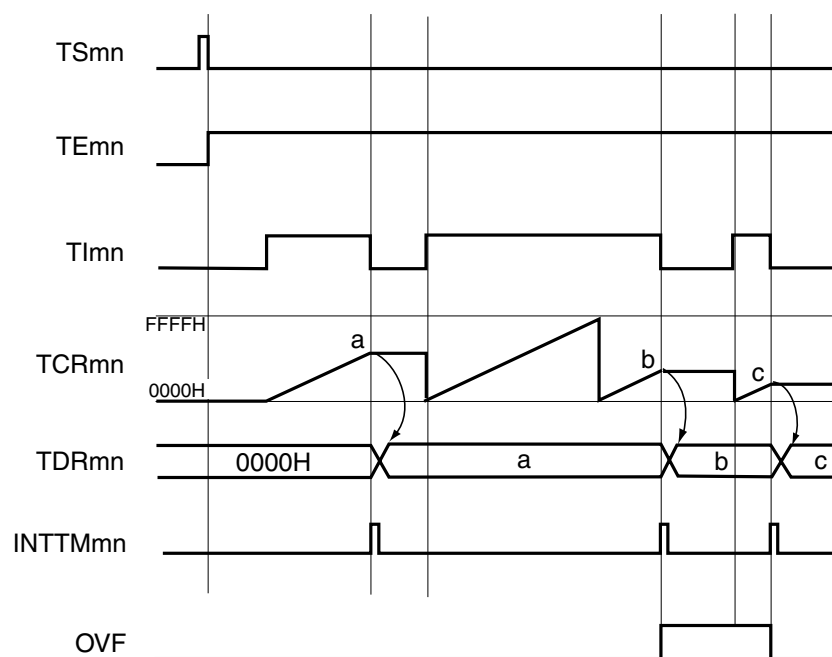 TSmn
TEmn
TImn
FFFFH
TCRmn
0000H
a
b
c
TDRmn
0000H
a
b
c
INTTMmn
OVF